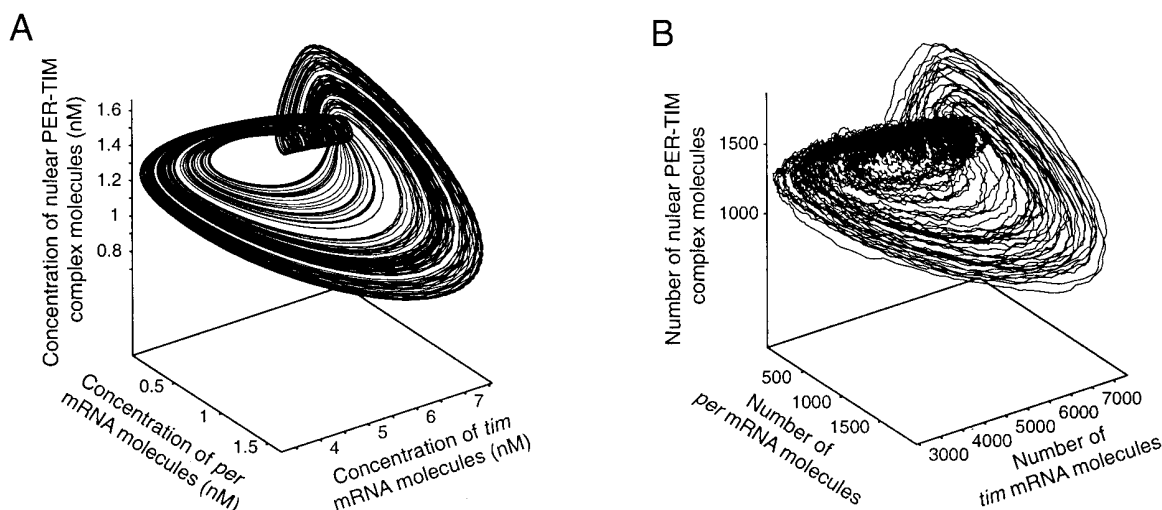 A
Concentration of nulear PER-TIM
complex molecules (nM)
1.6
1.4
1.2
1
0.8
0.5
1
1.5
Concentration of per
mRNA molecules (nM)
4
5
6
7
Concentration of tim
mRNA molecules (nM)
B
Number of nulear PER-TIM
complex molecules
1500
1000
500
1000
1500
Number of
per mRNA molecules
3000
4000
5000
6000
7000
Number of
tim mRNA molecules